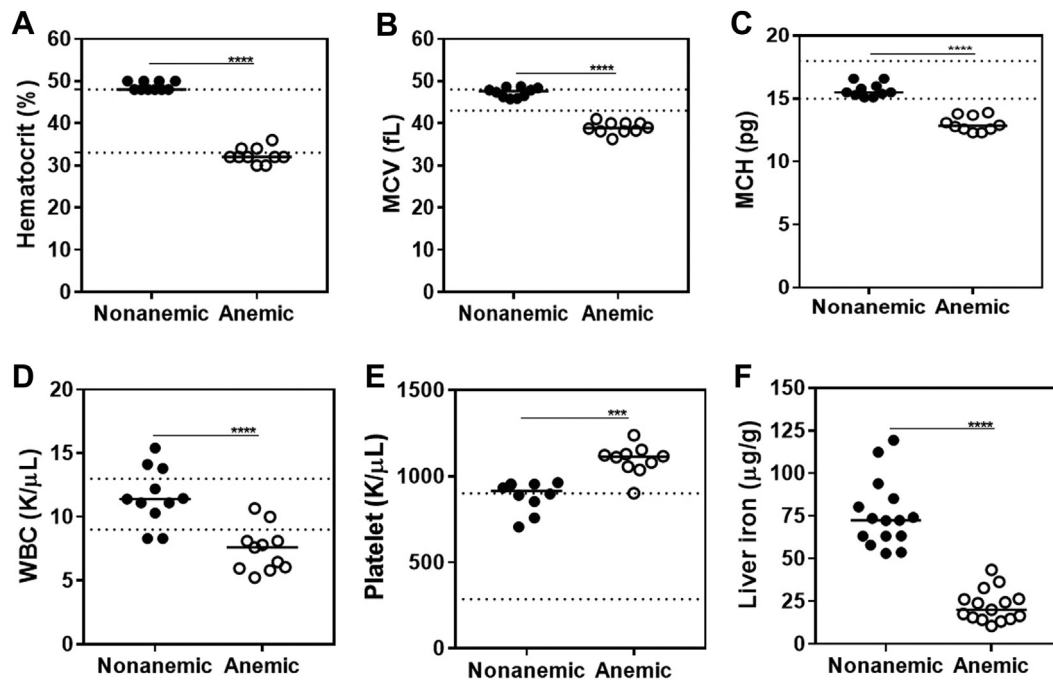 A
Hematocrit (%)
60
50
40
30
20
10
0
****
Nonanemic Anemic
B
MCV (fL)
60
50
40
30
20
10
0
****
Nonanemic Anemic
C
MCH (pg)
20
15
10
5
0
****
Nonanemic Anemic
D
WBC (K/μL)
20
15
10
5
0
****
Nonanemic Anemic
E
Platelet (K/μL)
1500
1000
500
0
***
Nonanemic Anemic
F
Liver iron (μg/g)
150
125
100
75
50
25
0
****
Nonanemic Anemic